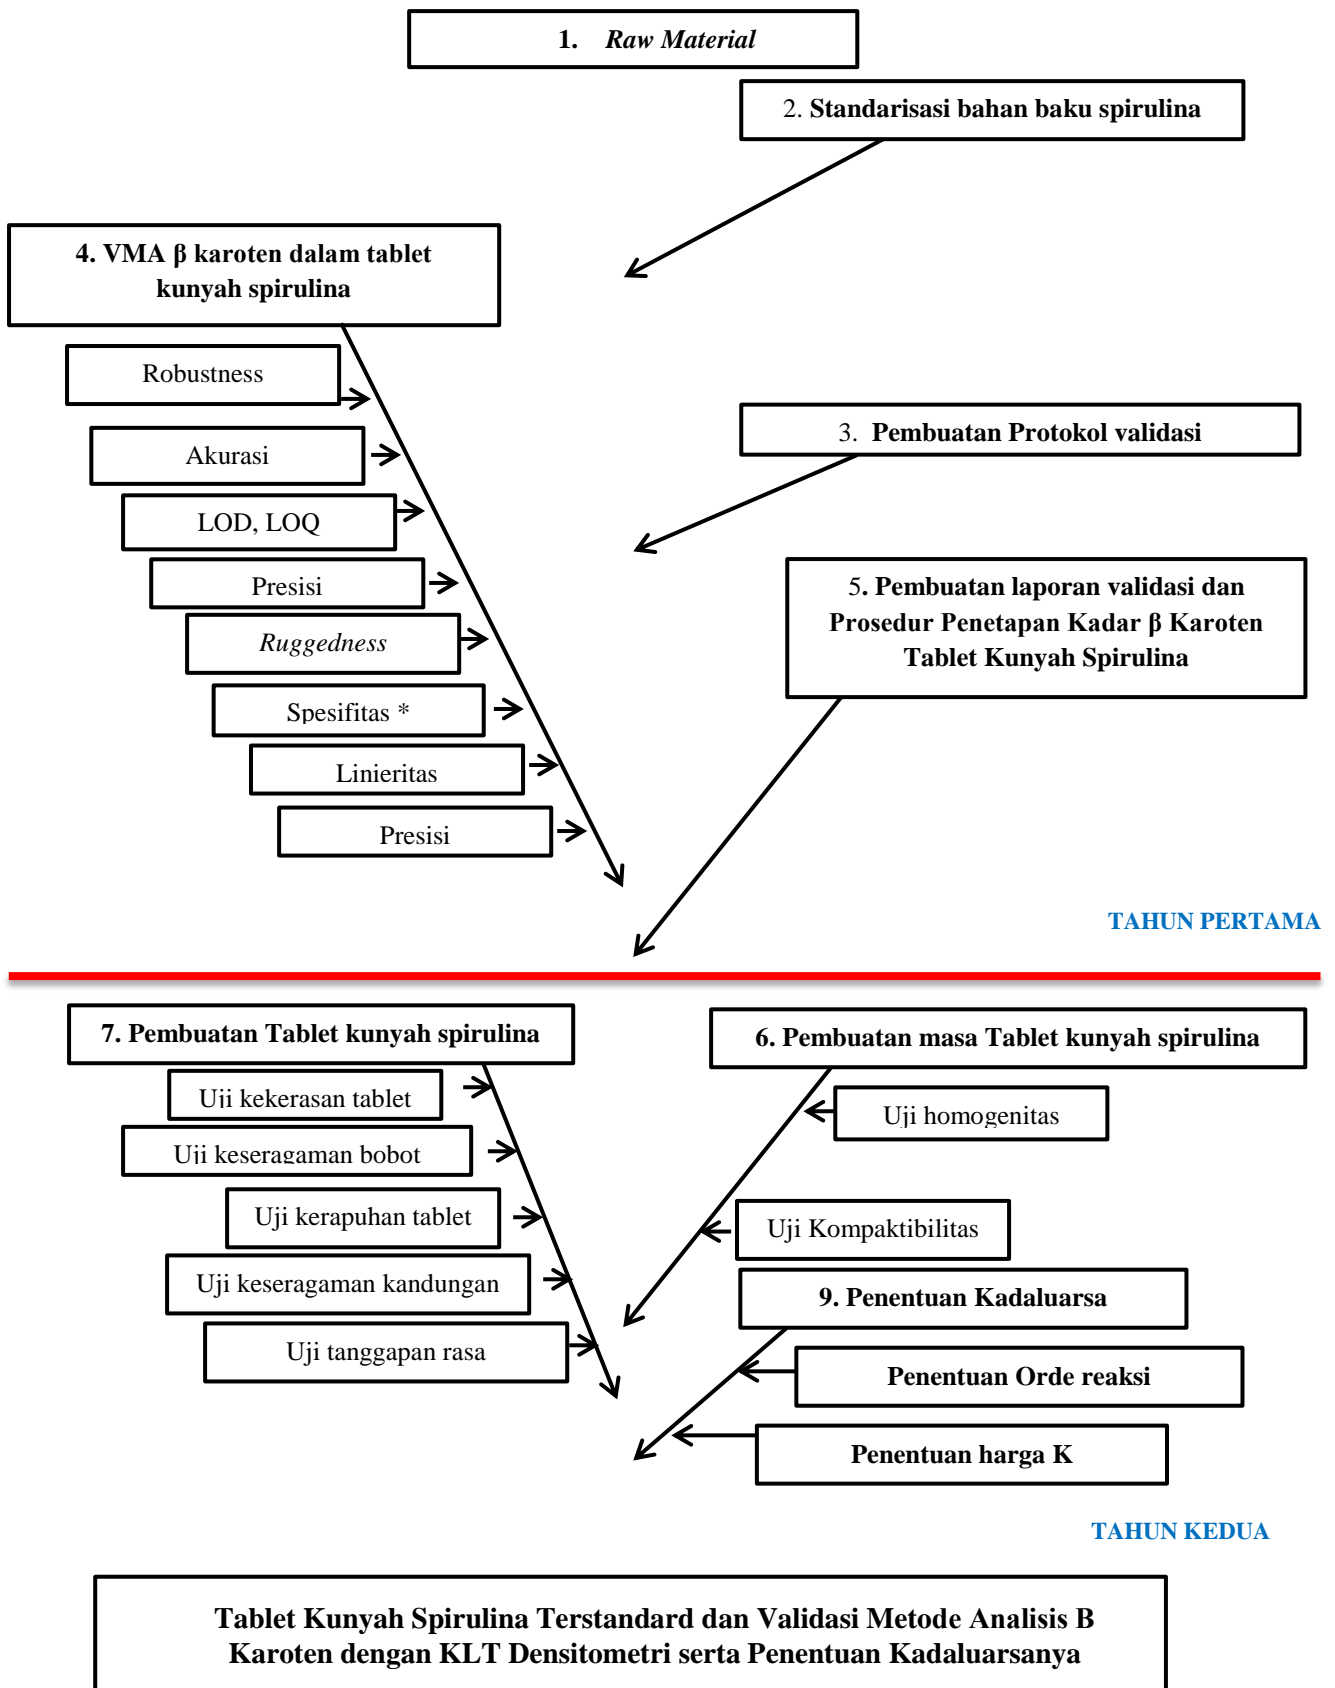 1. Raw Material
2. Standarisasi bahan baku spirulina
4. VMA β karoten dalam tablet
kunyah spirulina
Robustness
Akurasi
LOD, LOQ
Presisi
Ruggedness
Spesifitas *
Linieritas
Presisi
3. Pembuatan Protokol validasi
5. Pembuatan laporan validasi dan
Prosedur Penetapan Kadar β Karoten
Tablet Kunyah Spirulina
TAHUN PERTAMA
7. Pembuatan Tablet kunyah spirulina
Uji kekerasan tablet
Uji keseragaman bobot
Uji kerapuhan tablet
Uji keseragaman kandungan
Uji tanggapan rasa
6. Pembuatan masa Tablet kunyah spirulina
Uji homogenitas
Uji Kompaktibilitas
9. Penentuan Kadaluarsa
Penentuan Orde reaksi
Penentuan harga K
TAHUN KEDUA
Tablet Kunyah Spirulina Terstandard dan Validasi Metode Analisis B
Karoten dengan KLT Densitometri serta Penentuan Kadaluarsanya